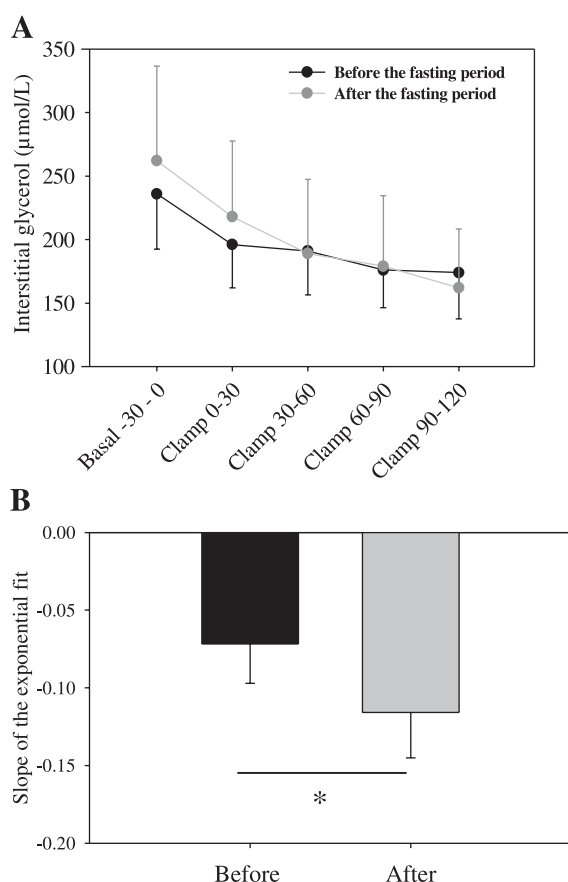 A
350
300
250
200
150
100
Interstitial glycerol (µmol/L)
Before the fasting period
After the fasting period
Basal -30 - 0
Clamp 0-30
Clamp 30-60
Clamp 60-90
Clamp 90-120
B
0.00
-0.05
-0.10
-0.15
-0.20
Slope of the exponential fit
*
Before
After